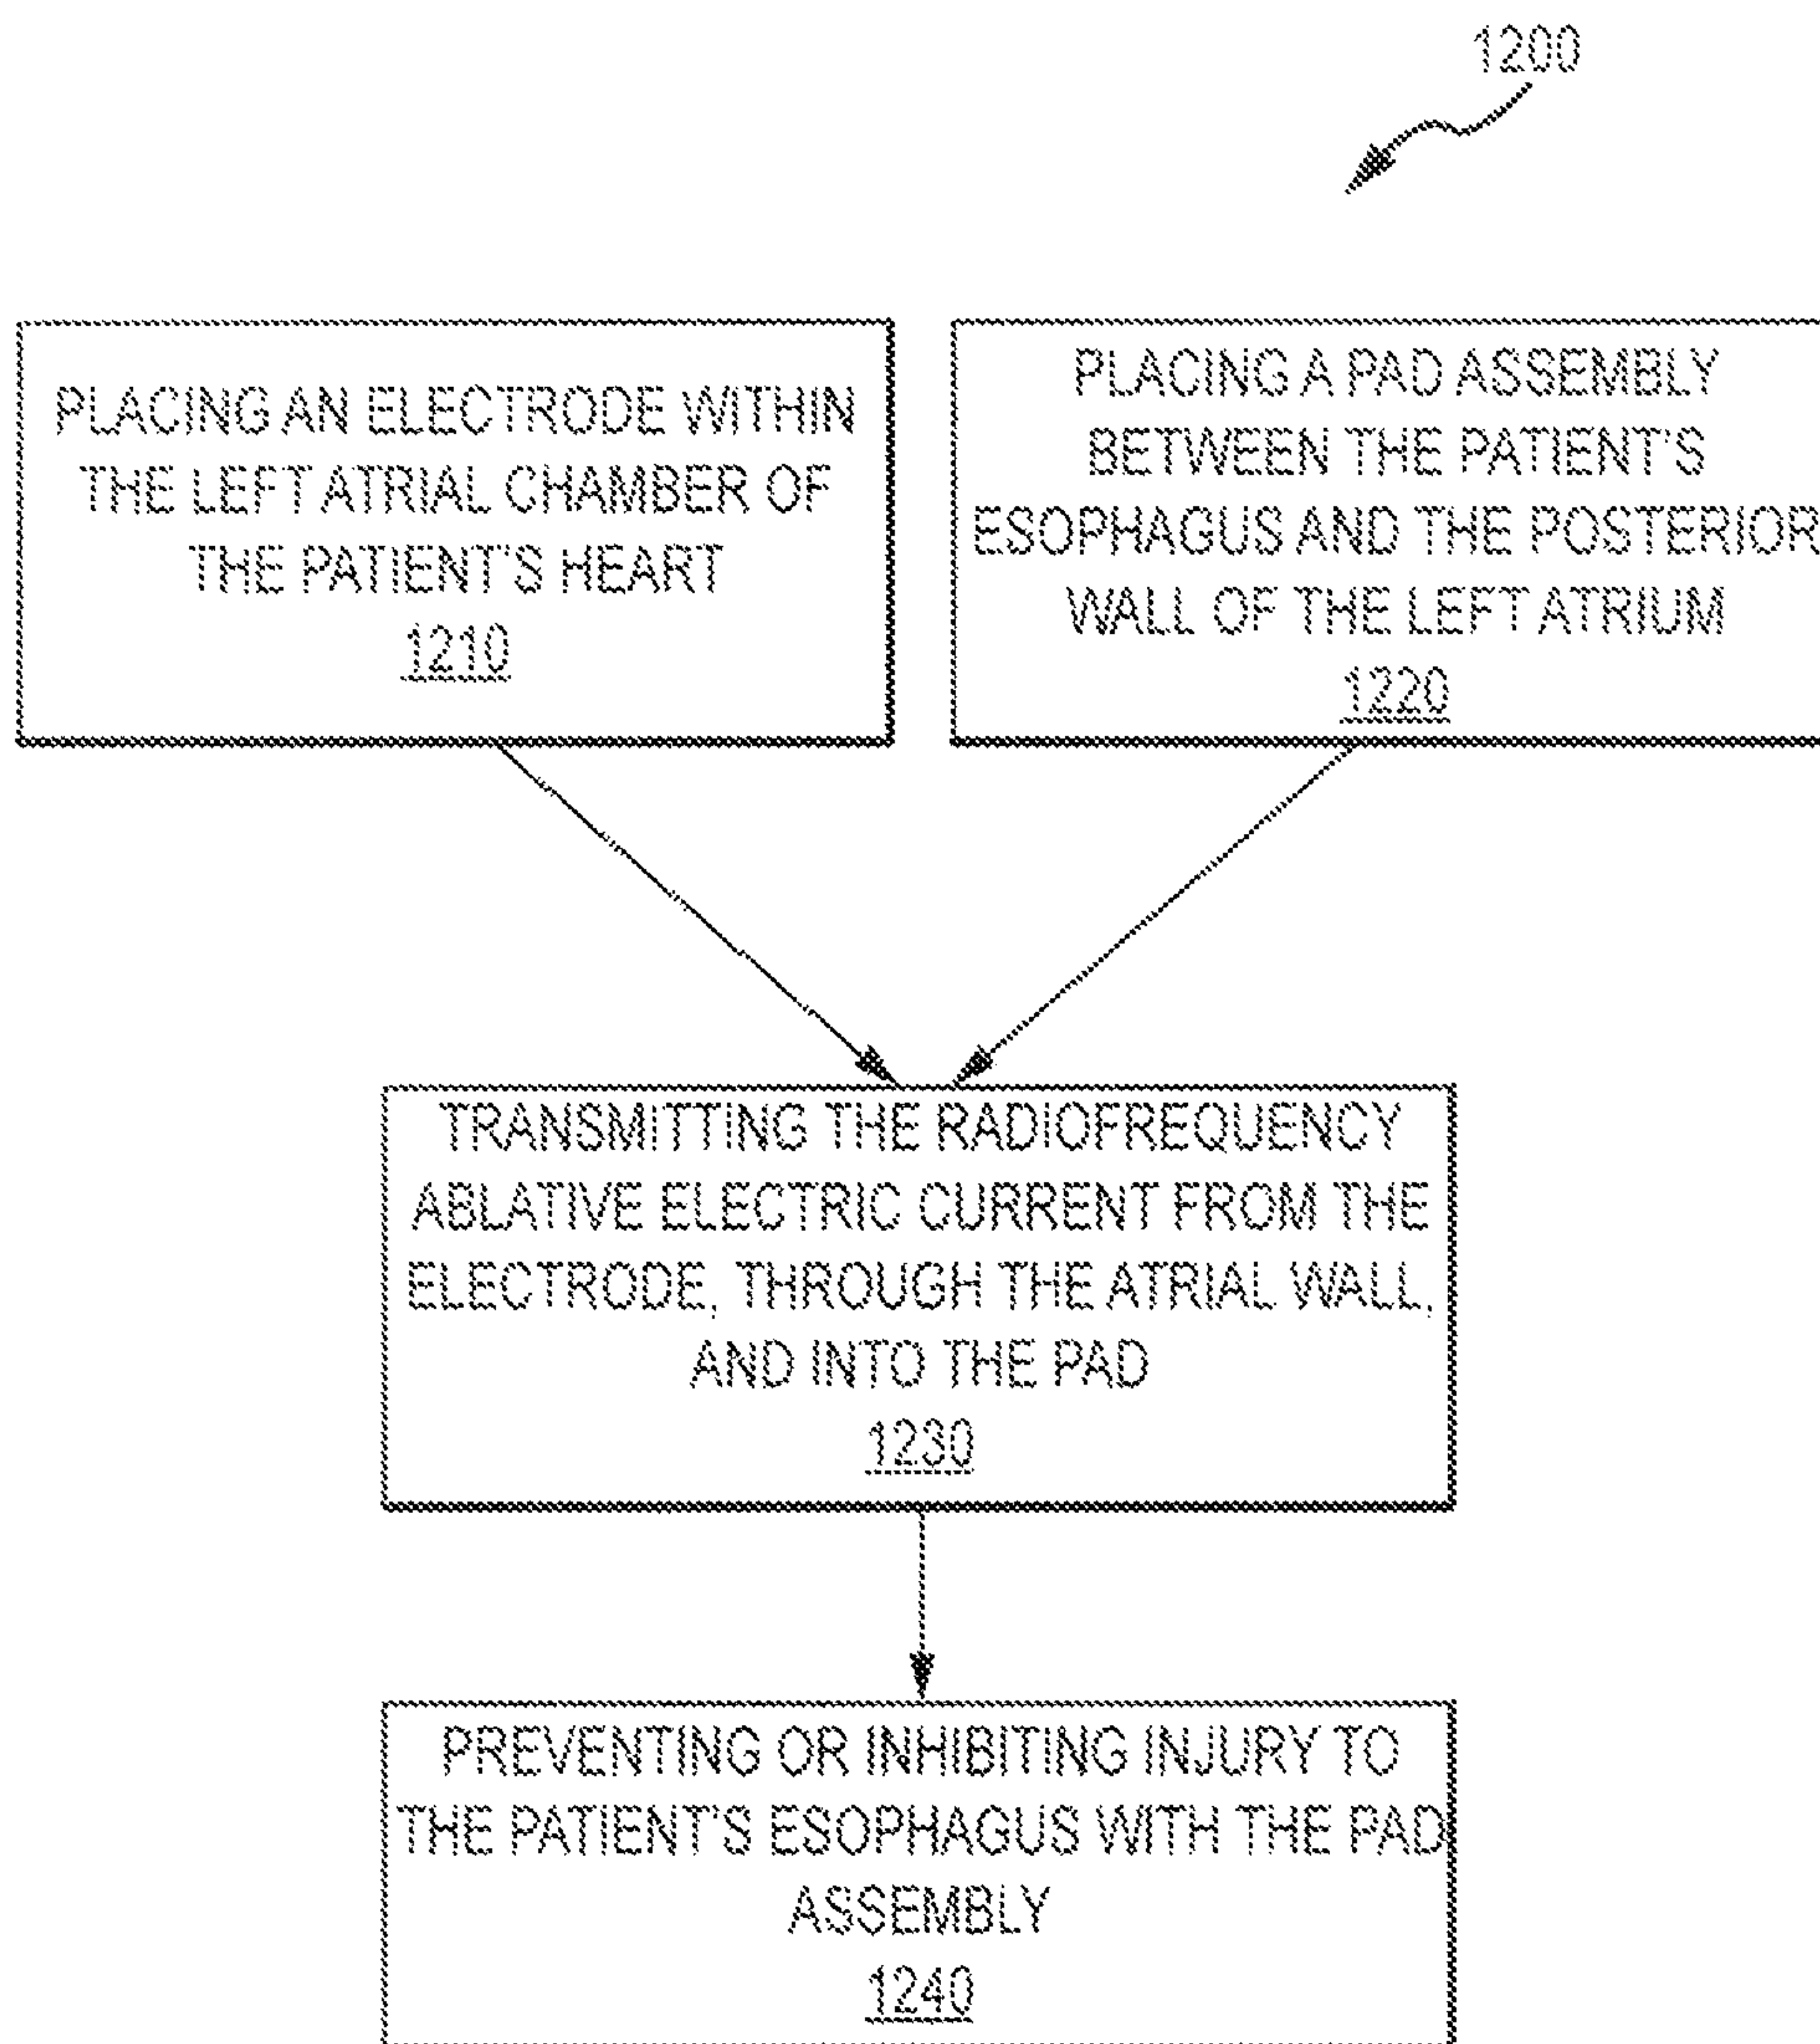 1200
PLACING AN ELECTRODE WITHIN
THE LEFT ATRIAL CHAMBER OF
THE PATIENT'S HEART
1210
PLACING A PAD ASSEMBLY
BETWEEN THE PATIENT'S
ESOPHAGUS AND THE POSTERIOR
WALL OF THE LEFT ATRIUM
1220
TRANSMITTING THE RADIOFREQUENCY
ABLATIVE ELECTRIC CURRENT FROM THE
ELECTRODE, THROUGH THE ATRIAL WALL,
AND INTO THE PAD
1230
PREVENTING OR INHIBITING INJURY TO
THE PATIENT'S ESOPHAGUS WITH THE PAD
ASSEMBLY
1240